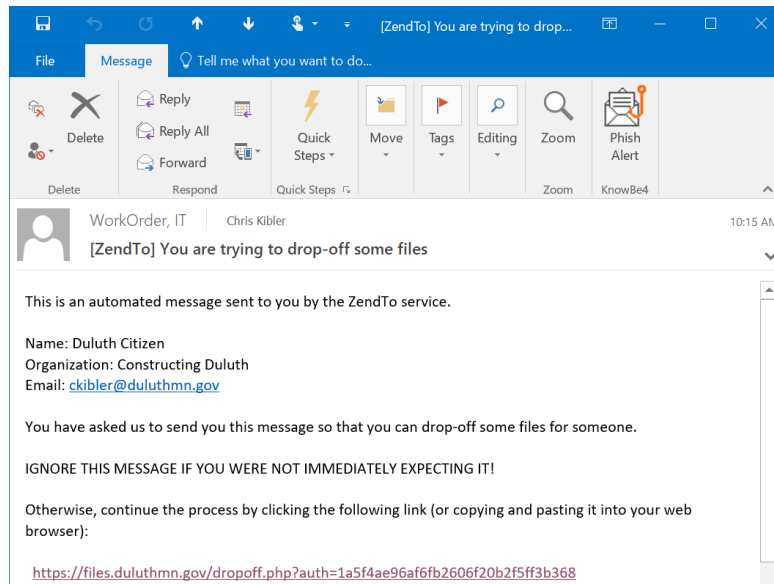 [ZendTo] You are trying to drop...
File Message Tell me what you want to do...
Delete
Reply
Reply All
Forward
Quick Steps
Move
Tags
Editing
Zoom
Phish Alert
Delete Respond Quick Steps Zoom KnowBe4
WorkOrder, IT Chris Kibler 10:15 AM
[ZendTo] You are trying to drop-off some files
This is an automated message sent to you by the ZendTo service.
Name: Duluth Citizen
Organization: Constructing Duluth
Email: ckibler@duluthmn.gov
You have asked us to send you this message so that you can drop-off some files for someone.
IGNORE THIS MESSAGE IF YOU WERE NOT IMMEDIATELY EXPECTING IT!
Otherwise, continue the process by clicking the following link (or copying and pasting it into your web
browser):
https://files.duluthmn.gov/dropoff.php?auth=1a5f4ae96af6fb2606f20b2f5ff3b368